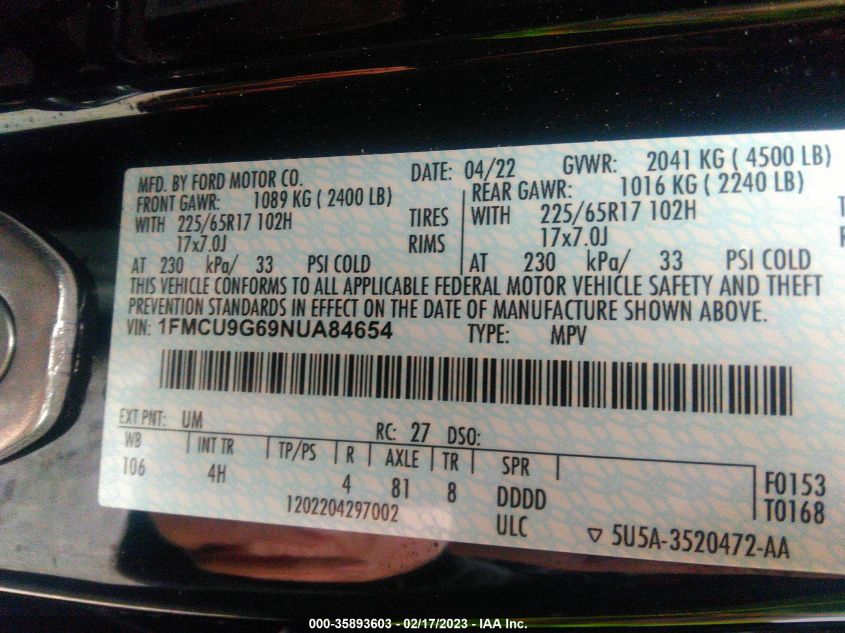 MFD. BY FORD MOTOR CO. DATE: 04/22 GVWR: 2041 KG ( 4500 LB)
FRONT GAWR: 1089 KG ( 2400 LB) REAR GAWR: 1016 KG ( 2240 LB)
WITH 225/65R17 102H TIRES WITH 225/65R17 102H
17x7.0J RIMS 17x7.0J
AT 230 kPa/ 33 PSI COLD AT 230 kPa/ 33 PSI COLD
THIS VEHICLE CONFORMS TO ALL APPLICABLE FEDERAL MOTOR VEHICLE SAFETY AND THEFT
PREVENTION STANDARDS IN EFFECT ON THE DATE OF MANUFACTURE SHOWN ABOVE.
VIN: 1FMCU9G69NUA84654 TYPE: MPV
EXT PNT: UM RC: 27 DSO:
WB INT TR TP/PS R AXLE TR SPR
106 4H 4 81 8 DDDD F0153
1202204297002 ULC T0168
5U5A-3520472-AA
000-35893603 - 02/17/2023 - IAA Inc.